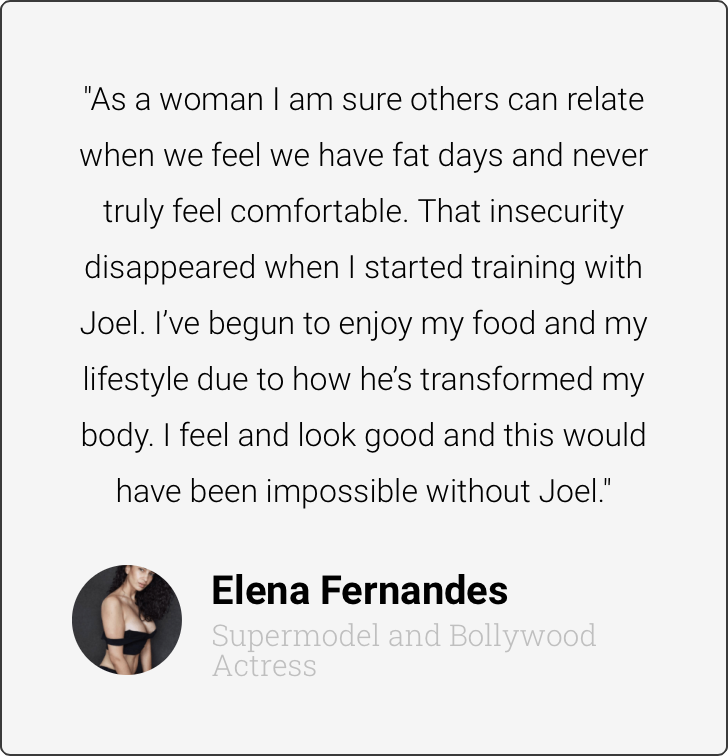 "As a woman I am sure others can relate
when we feel we have fat days and never
truly feel comfortable. That insecurity
disappeared when I started training with
Joel. I’ve begun to enjoy my food and my
lifestyle due to how he’s transformed my
body. I feel and look good and this would
have been impossible without Joel."
Elena Fernandes
Supermodel and Bollywood
Actress